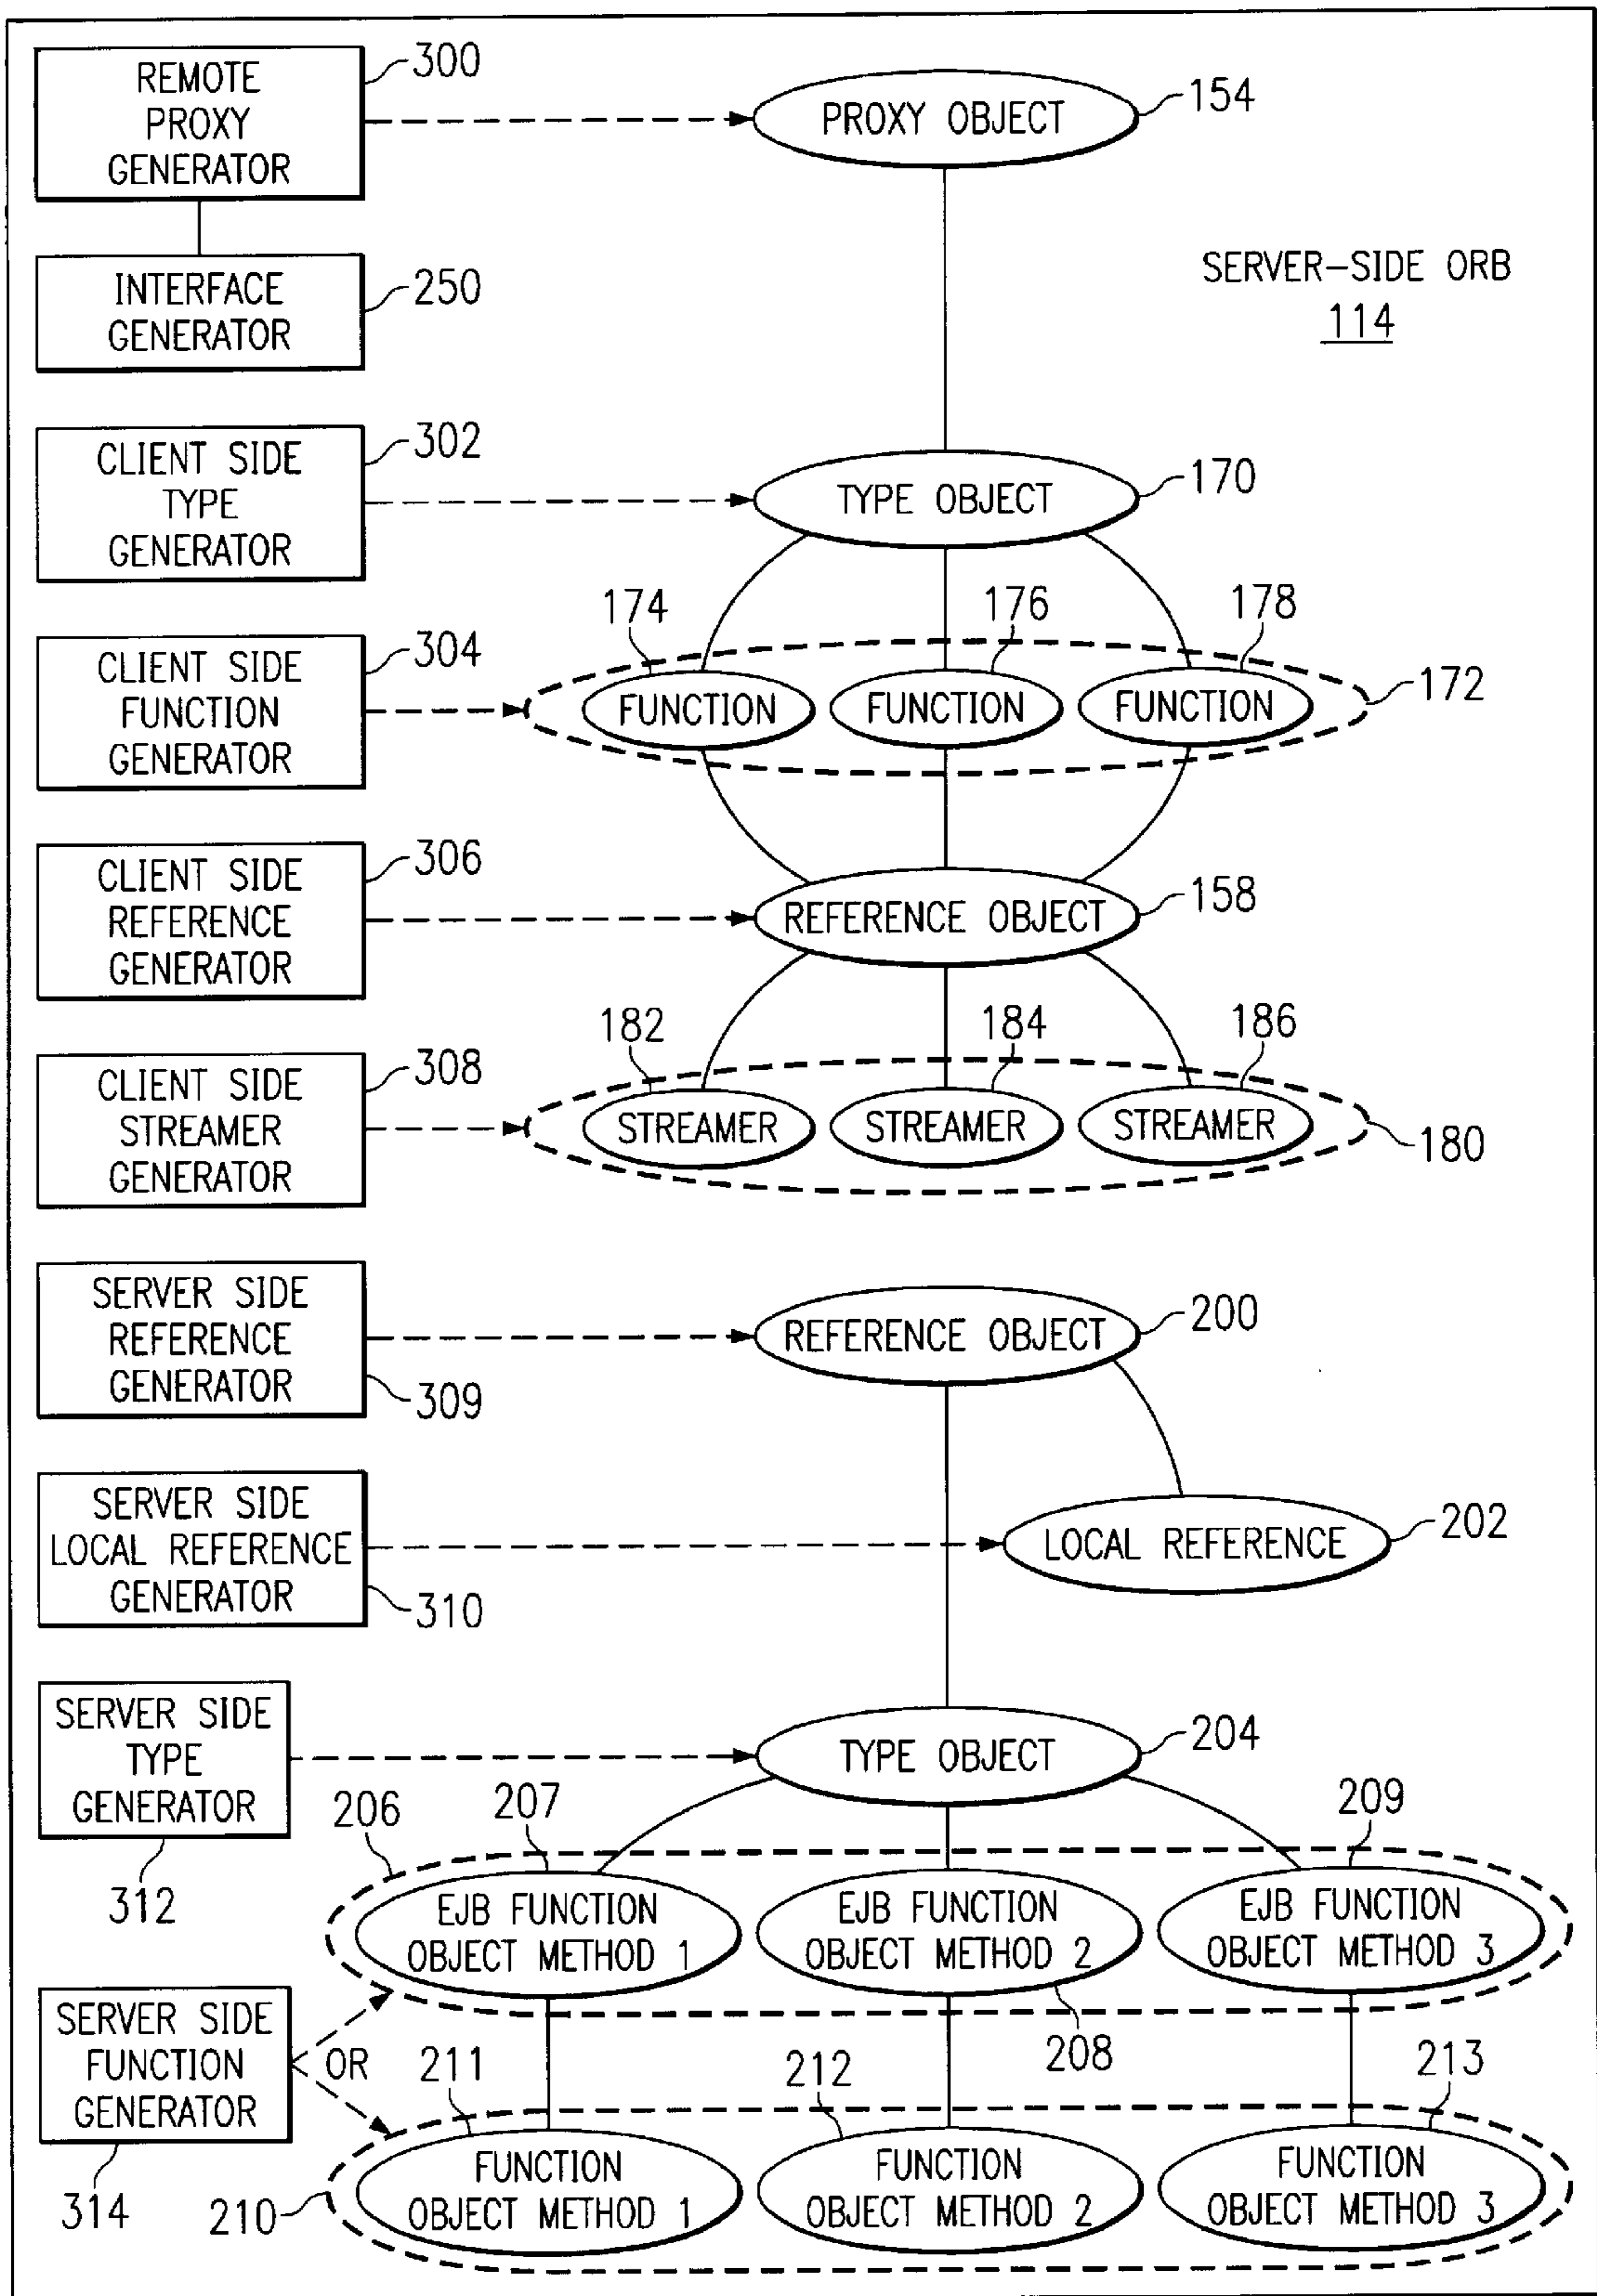 REMOTE
PROXY
GENERATOR
300
PROXY OBJECT
154
INTERFACE
GENERATOR
250
SERVER-SIDE ORB
114
CLIENT SIDE
TYPE
GENERATOR
302
TYPE OBJECT
170
174
176
178
CLIENT SIDE
FUNCTION
GENERATOR
304
FUNCTION
FUNCTION
FUNCTION
172
CLIENT SIDE
REFERENCE
GENERATOR
306
REFERENCE OBJECT
158
182
184
186
CLIENT SIDE
STREAMER
GENERATOR
308
STREAMER
STREAMER
STREAMER
180
SERVER SIDE
REFERENCE
GENERATOR
309
REFERENCE OBJECT
200
SERVER SIDE
LOCAL REFERENCE
GENERATOR
310
LOCAL REFERENCE
202
SERVER SIDE
TYPE
GENERATOR
312
TYPE OBJECT
204
206
207
209
EJB FUNCTION
OBJECT METHOD 1
EJB FUNCTION
OBJECT METHOD 2
EJB FUNCTION
OBJECT METHOD 3
208
SERVER SIDE
FUNCTION
GENERATOR
314
OR
211
212
213
210
FUNCTION
OBJECT METHOD 1
FUNCTION
OBJECT METHOD 2
FUNCTION
OBJECT METHOD 3